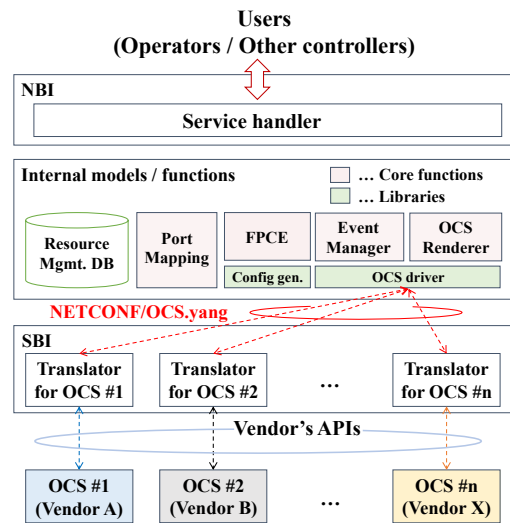 Users
(Operators / Other controllers)
NBI
Service handler
Internal models / functions
... Core functions
... Libraries
Resource
Mgmt. DB
Port
Mapping
FPCE
Event
Manager
OCS
Renderer
Config gen.
OCS driver
NETCONF/OCS.yang
SBI
Translator
for OCS #1
Translator
for OCS #2
...
Translator
for OCS #n
Vendor's APIs
OCS #1
(Vendor A)
OCS #2
(Vendor B)
...
OCS #n
(Vendor X)